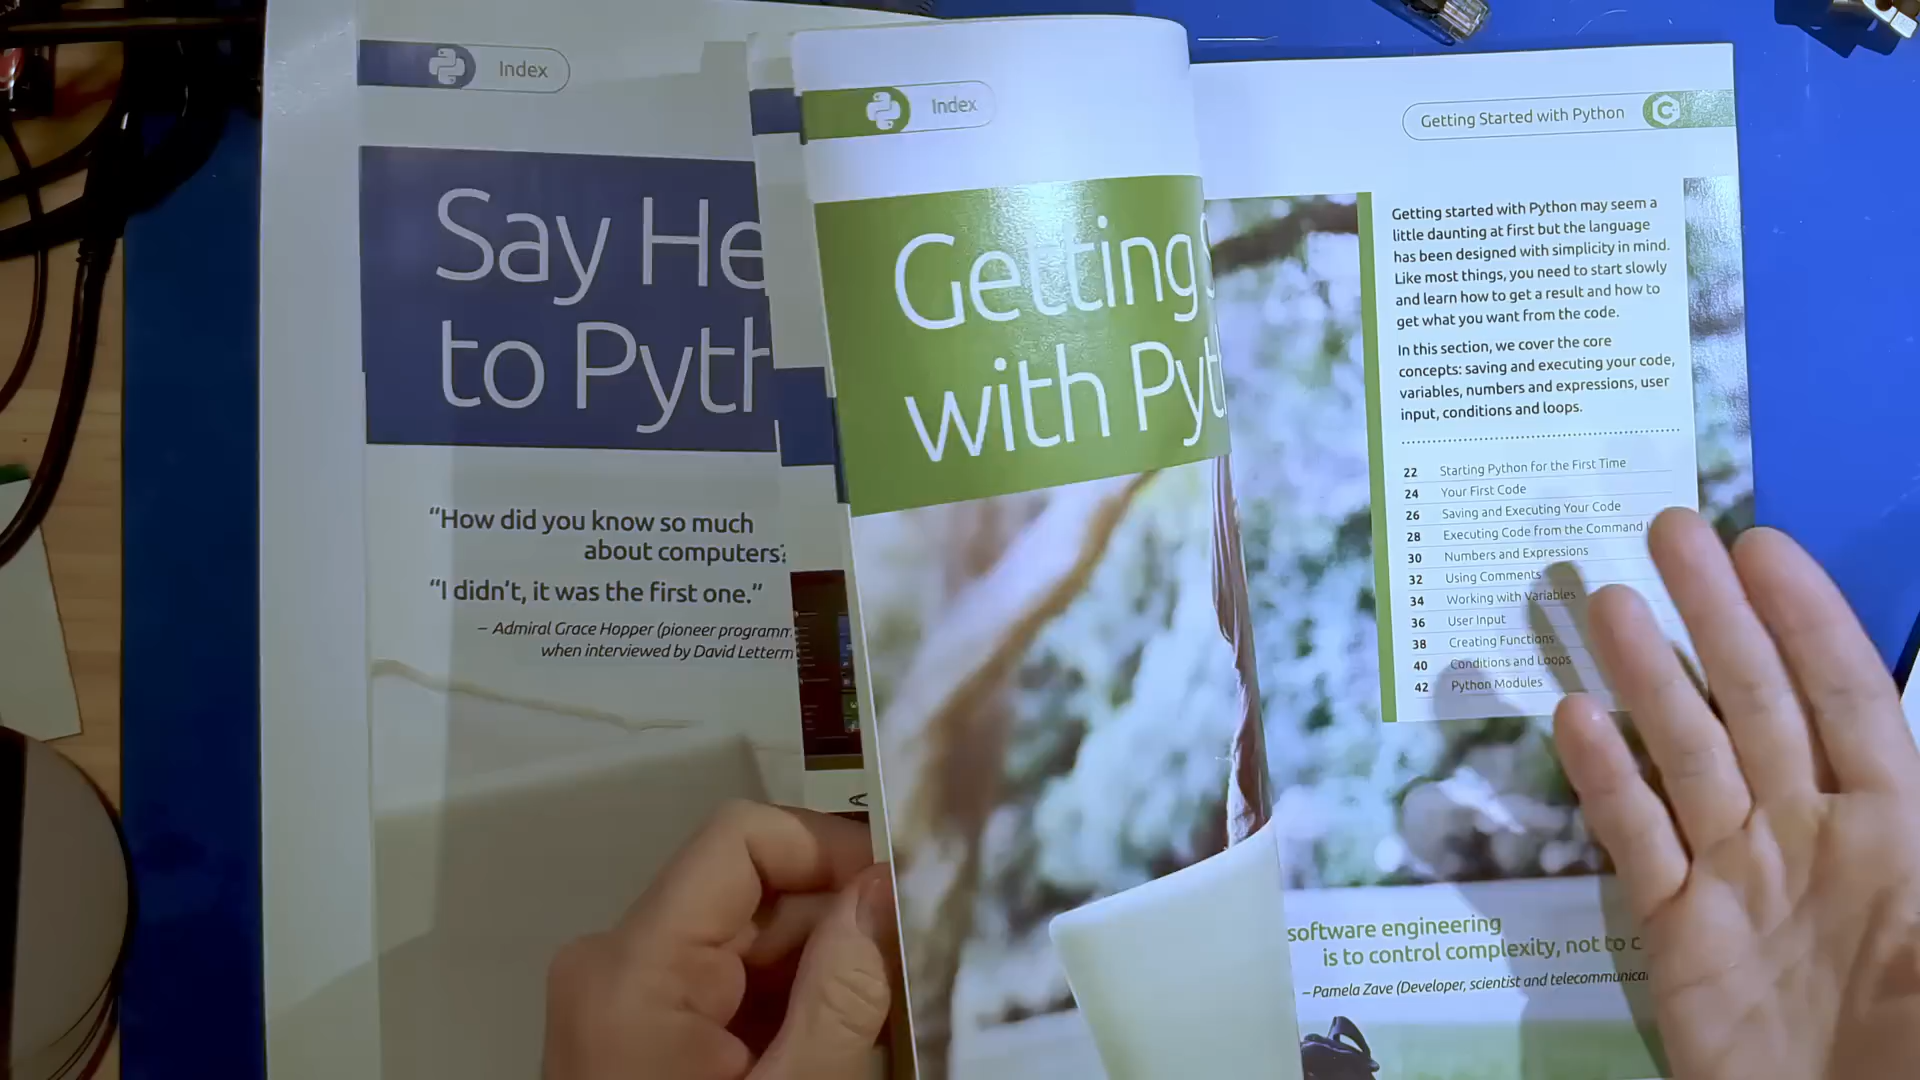 Index
Say He
to Pyth
“How did you know so much
about computers?
“I didn’t, it was the first one.”
– Admiral Grace Hopper (pioneer programm
when interviewed by David Letterm
A
Index
Getting
with Pyt
Getting Started with Python
Getting started with Python may seem a
little daunting at first but the language
has been designed with simplicity in mind.
Like most things, you need to start slowly
and learn how to get a result and how to
get what you want from the code.
In this section, we cover the core
concepts: saving and executing your code,
variables, numbers and expressions, user
input, conditions and loops.
22 Starting Python for the First Time
24 Your First Code
26 Saving and Executing Your Code
28 Executing Code from the Command
30 Numbers and Expressions
32 Using Comments
34 Working with Variables
36 User Input
38 Creating Functions
40 Conditions and Loops
42 Python Modules
software engineering
is to control complexity, not to c
– Pamela Zave (Developer, scientist and telecommunica